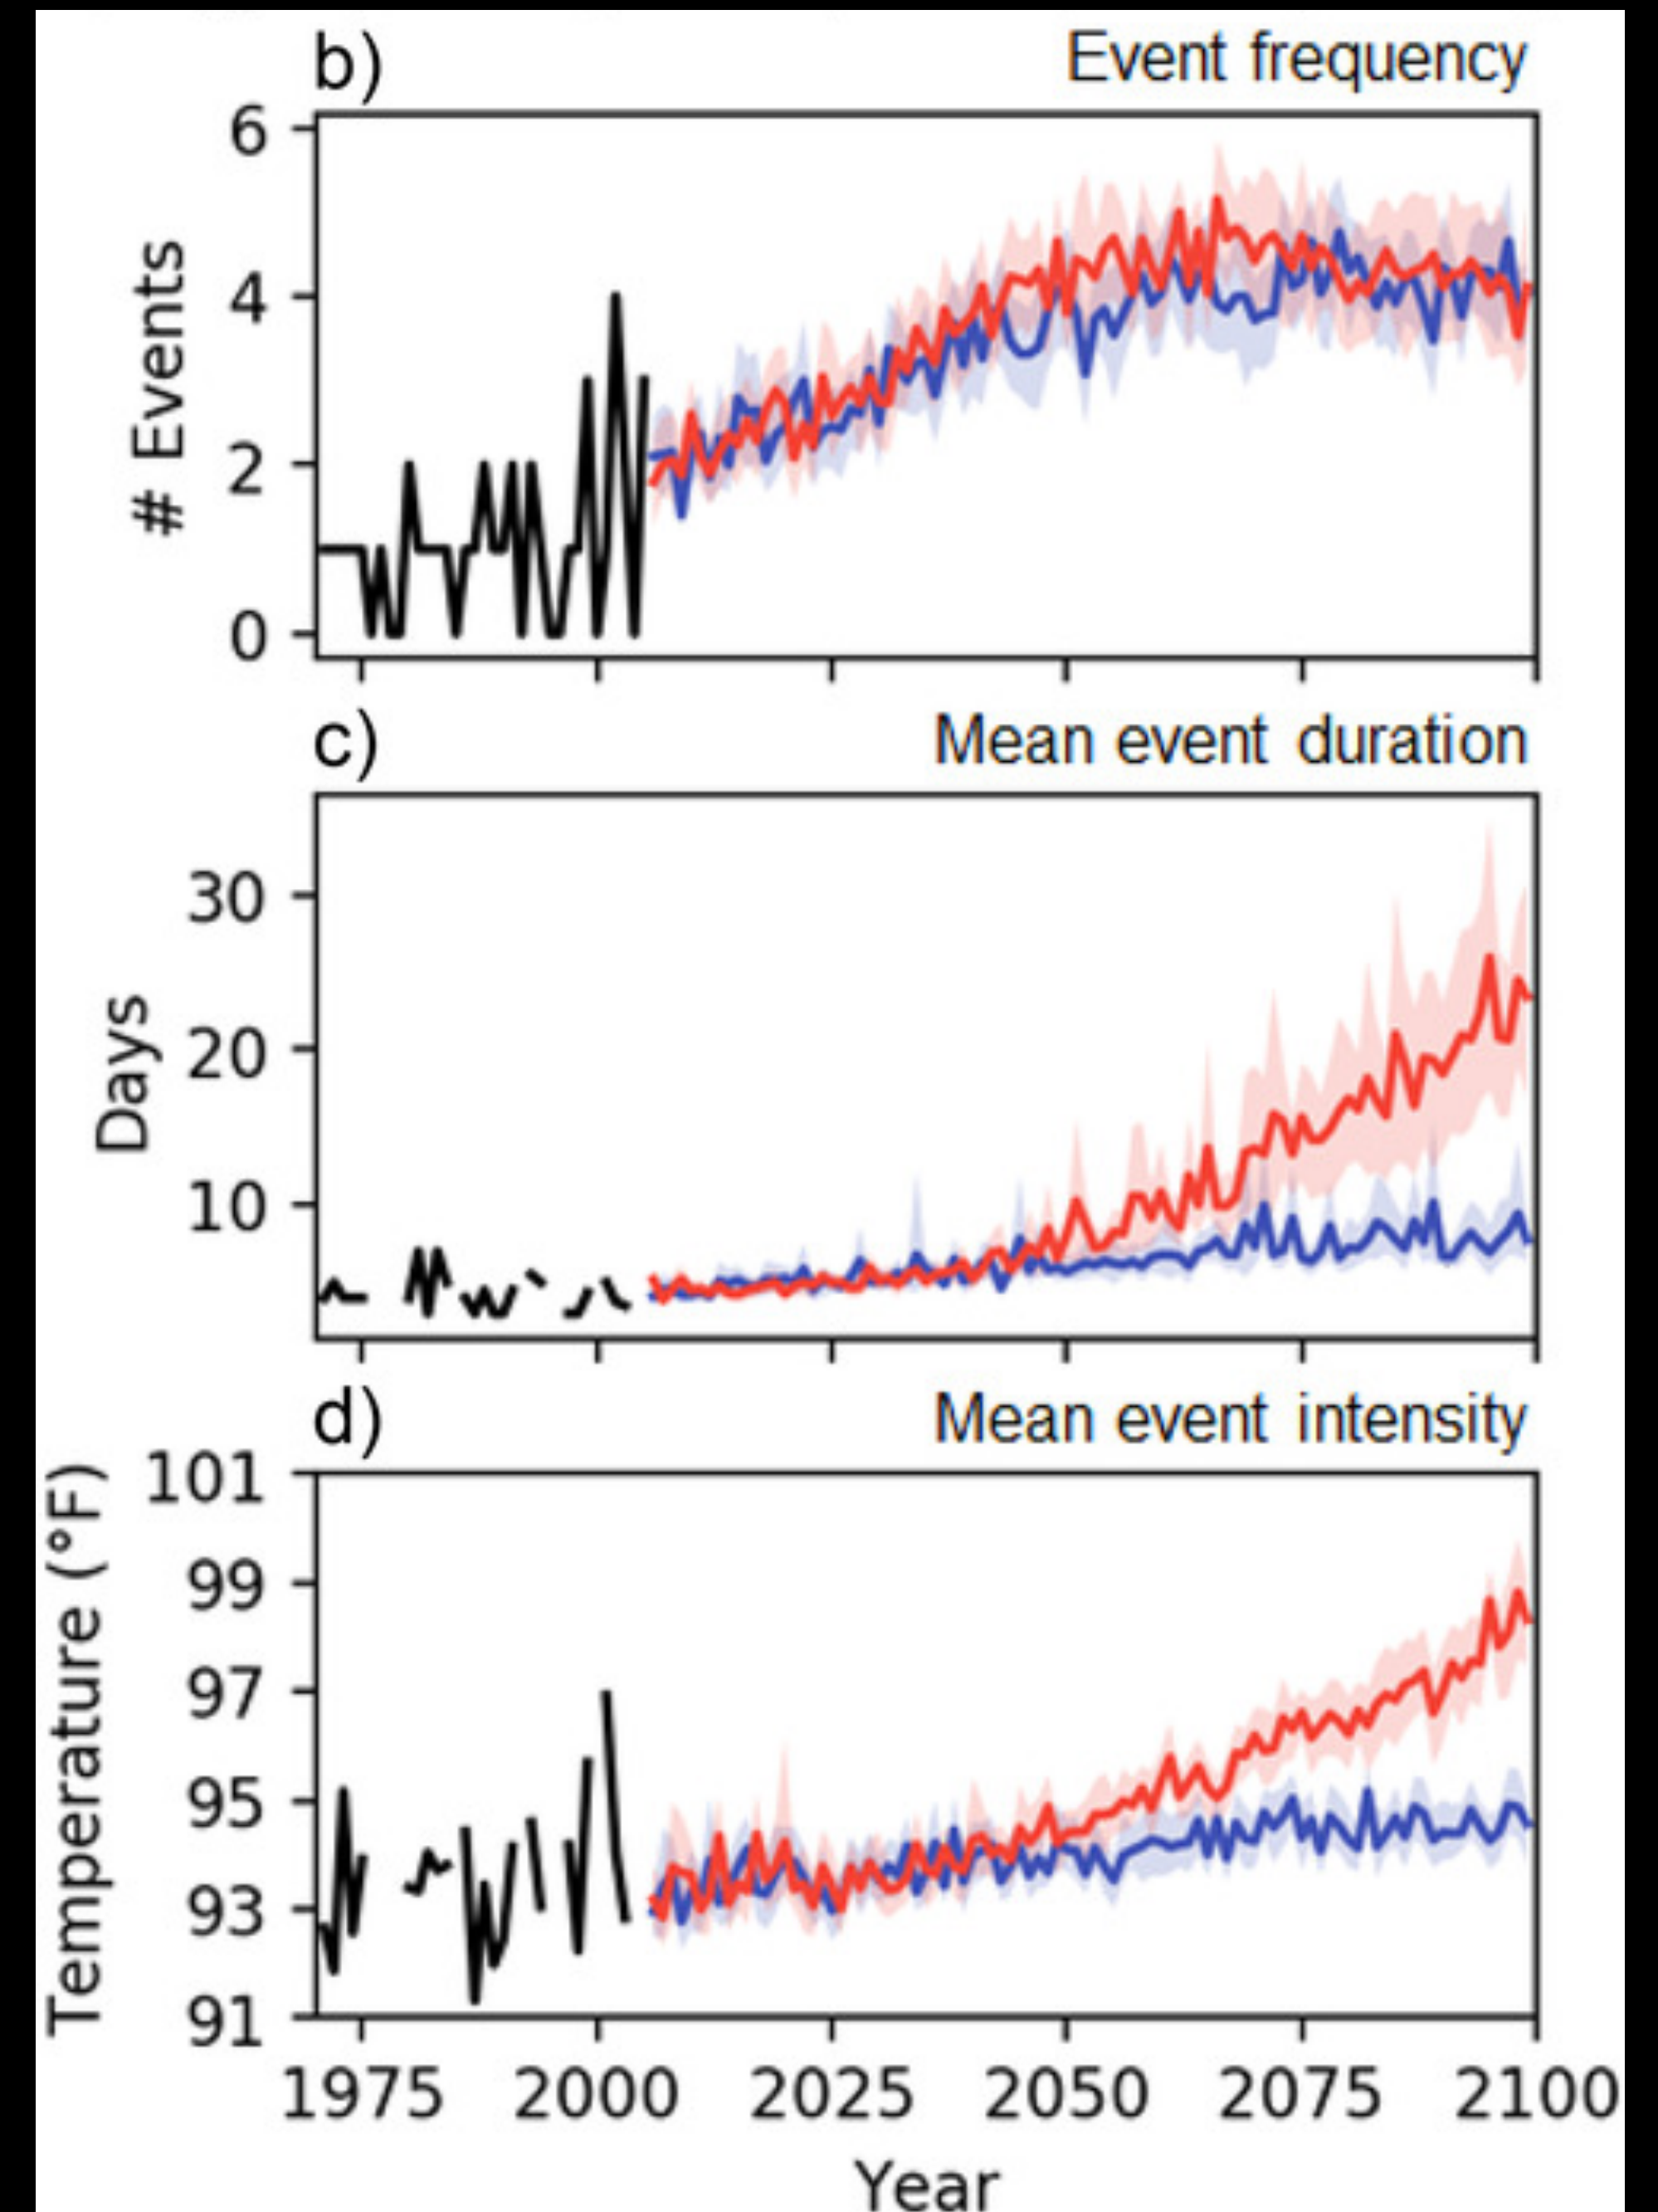 b)
Event frequency
6
4
2
0
# Events
c)
Mean event duration
30
20
10
Days
d)
Mean event intensity
101
99
97
95
93
91
Temperature (°F)
1975 2000 2025 2050 2075 2100
Year